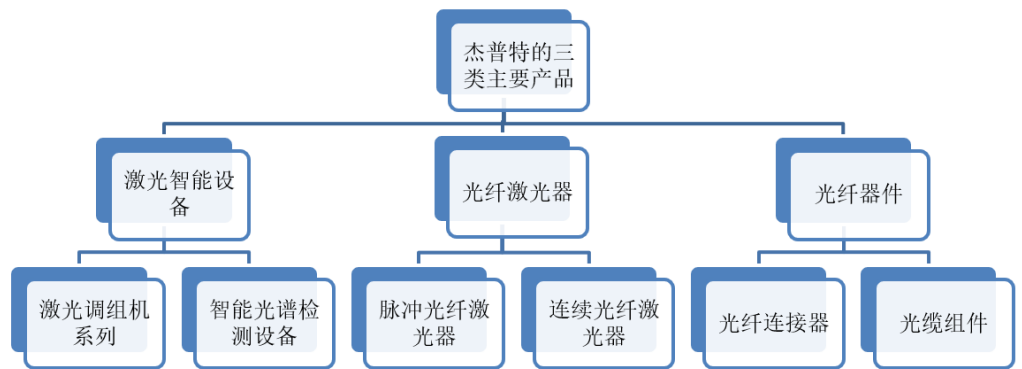 杰普特的三
类主要产品
激光智能设
备
光纤激光器
光纤器件
激光调组机
系列
智能光谱检
测设备
脉冲光纤激
光器
连续光纤激
光器
光纤连接器
光缆组件